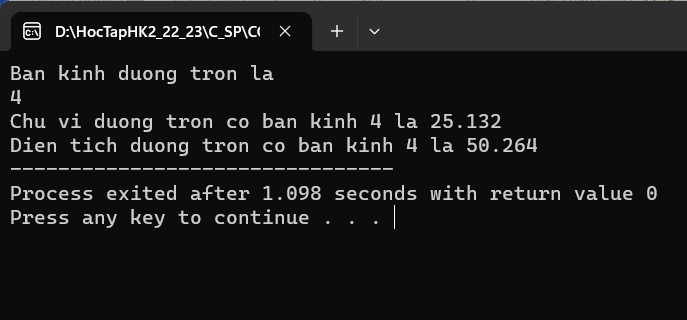 D:\HocTapHK2_22_23\C_SP\C
Ban kinh duong tron la
4
Chu vi duong tron co ban kinh 4 la 25.132
Dien tich duong tron co ban kinh 4 la 50.264
--------------------------------
Process exited after 1.098 seconds with return value 0
Press any key to continue . . .